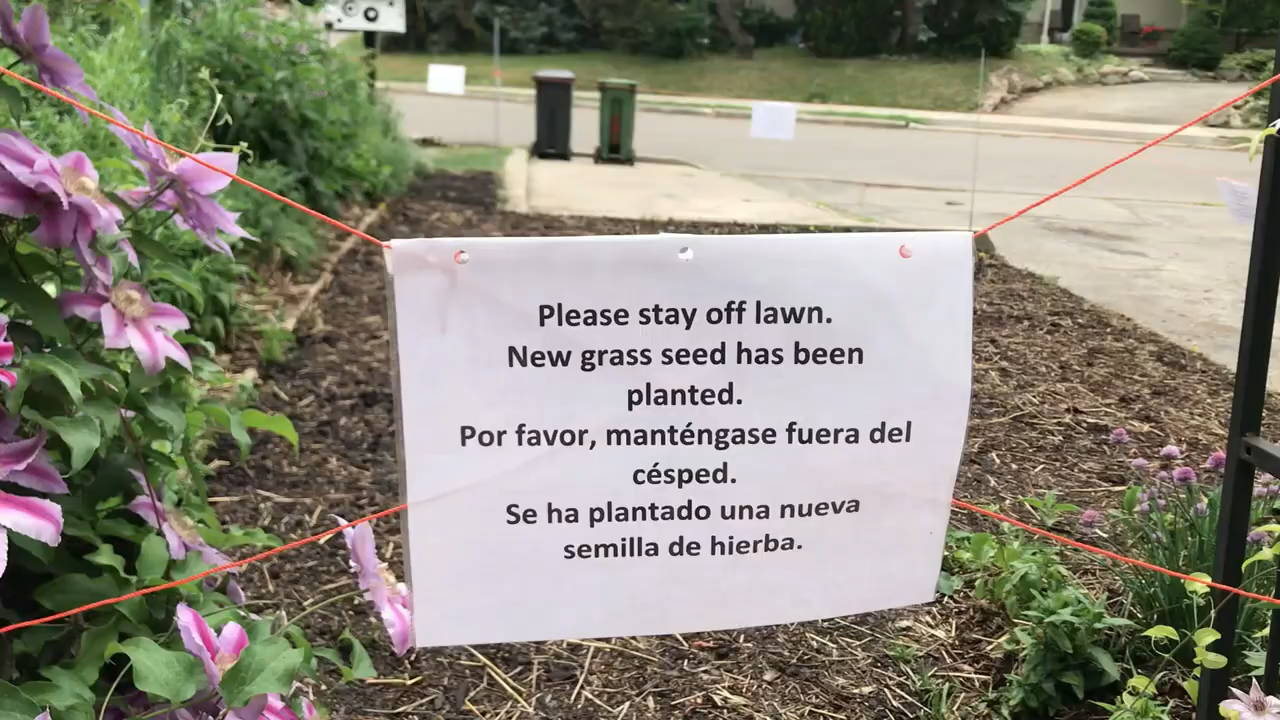 Please stay off lawn.
New grass seed has been
planted.
Por favor, manténgase fuera del
césped.
Se ha plantado una nueva
semilla de hierba.